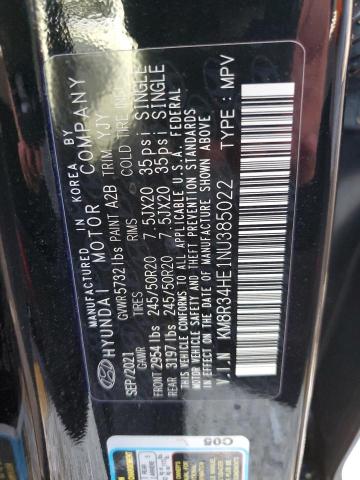 MANUFACTURED IN KOREA BY
HYUNDAI MOTOR COMPANY
SEP/2021 GVWR 5732 lbs PAINT A2B TRIM YJY
GAWR TIRES RIMS COLD TIRE INFL
FRONT 2954 lbs 245/50R20 7.5JX20 35psi SINGLE
REAR 3197 lbs 245/50R20 7.5JX20 35psi SINGLE
THIS VEHICLE CONFORMS TO ALL APPLICABLE U.S.A. FEDERAL
MOTOR VEHICLE SAFETY AND THEFT PREVENTION STANDARDS
IN EFFECT ON THE DATE OF MANUFACTURE SHOWN ABOVE
V.I.N KM8R34HE1NU385022 TYPE: MPV
C05